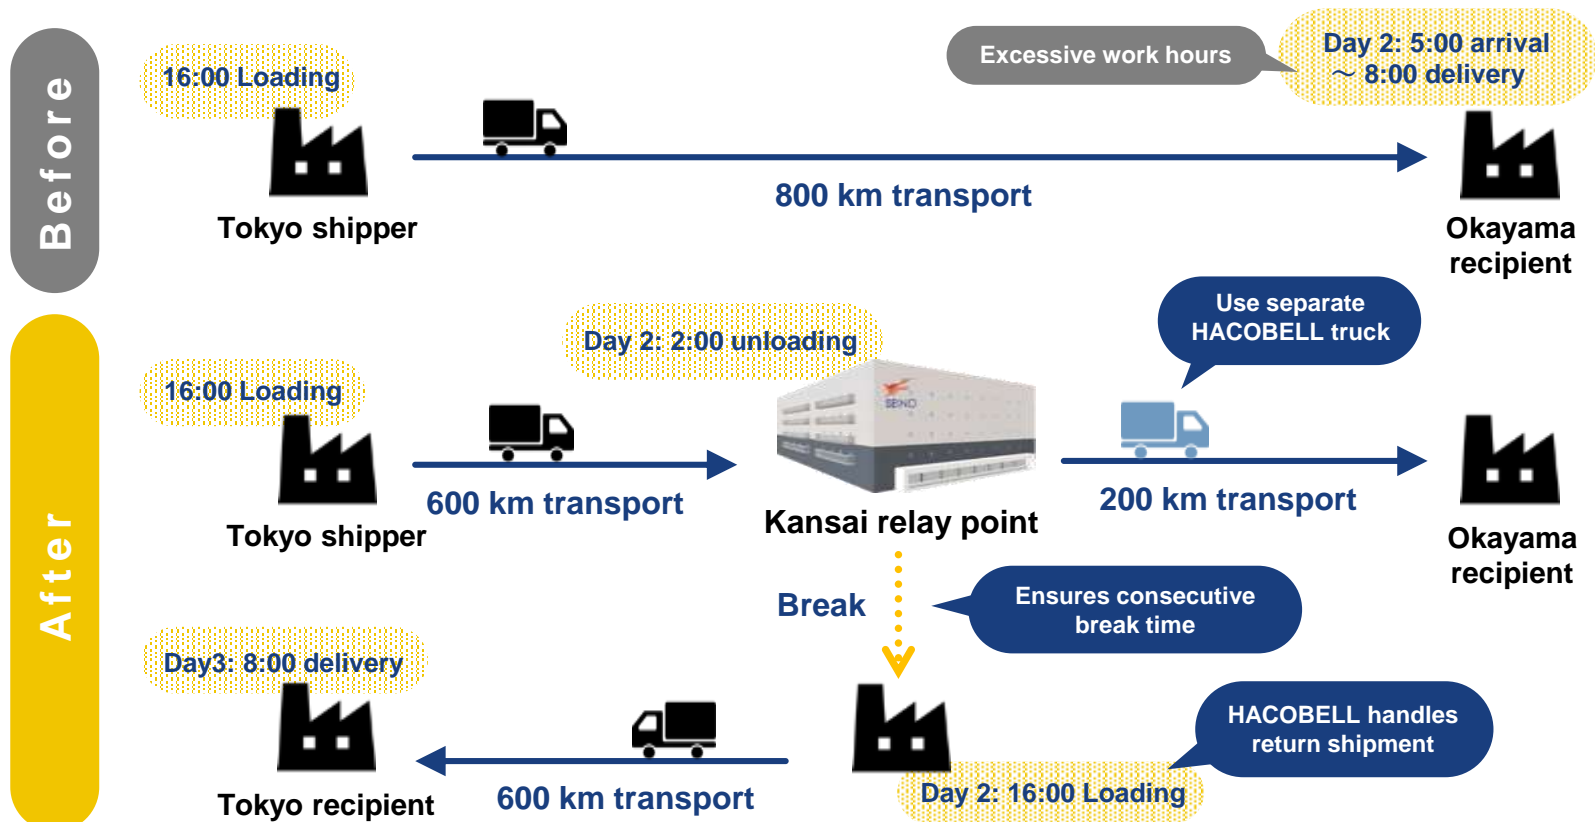 Before
16:00 Loading
Tokyo shipper
800 km transport
Excessive work hours
Day 2: 5:00 arrival
～ 8:00 delivery
Okayama
recipient
After
16:00 Loading
Tokyo shipper
600 km transport
Day 2: 2:00 unloading
SEINO
Kansai relay point
Use separate
HACOBELL truck
200 km transport
Okayama
recipient
Break
Ensures consecutive
break time
Day3: 8:00 delivery
Tokyo recipient
600 km transport
HACOBELL handles
return shipment
Day 2: 16:00 Loading